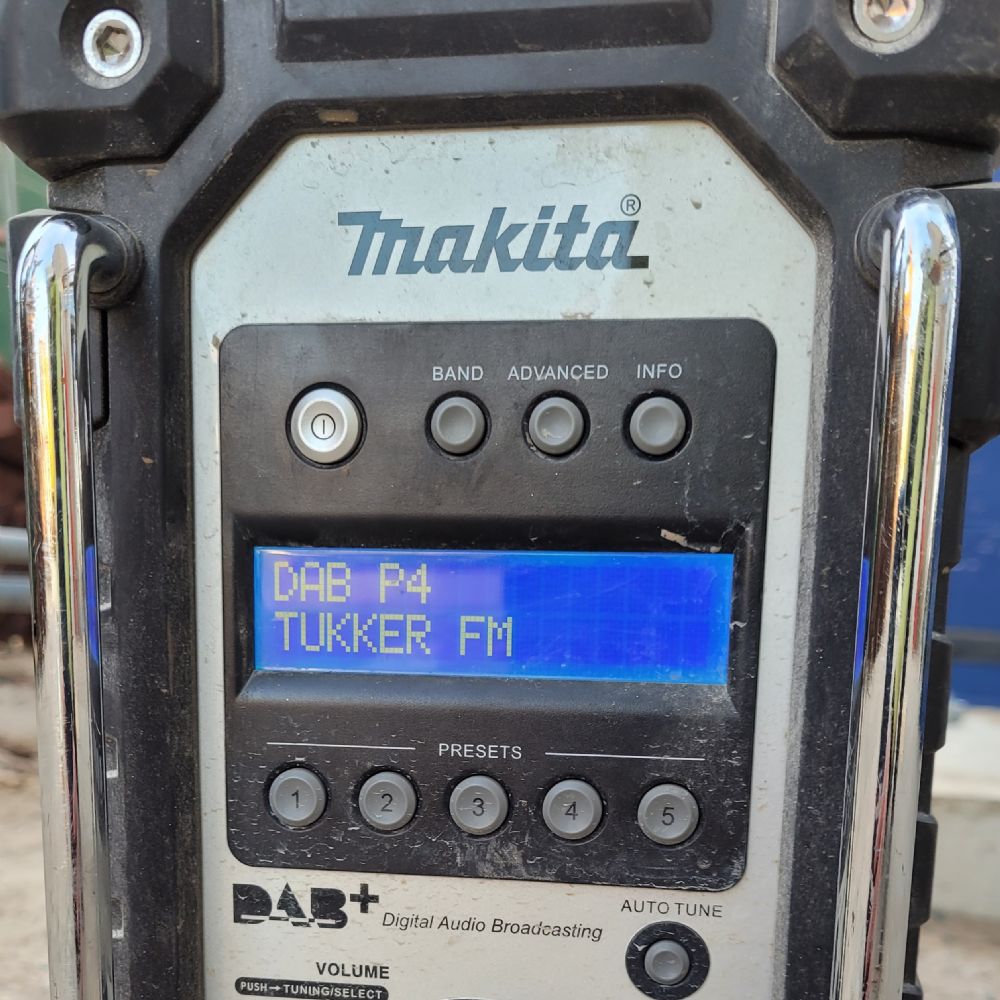 makita®
BAND ADVANCED INFO
DAB P4
TUKKER FM
PRESETS
1 2 3 4 5
DAB+ Digital Audio Broadcasting
AUTO TUNE
VOLUME
PUSH→TUNING/SELECT